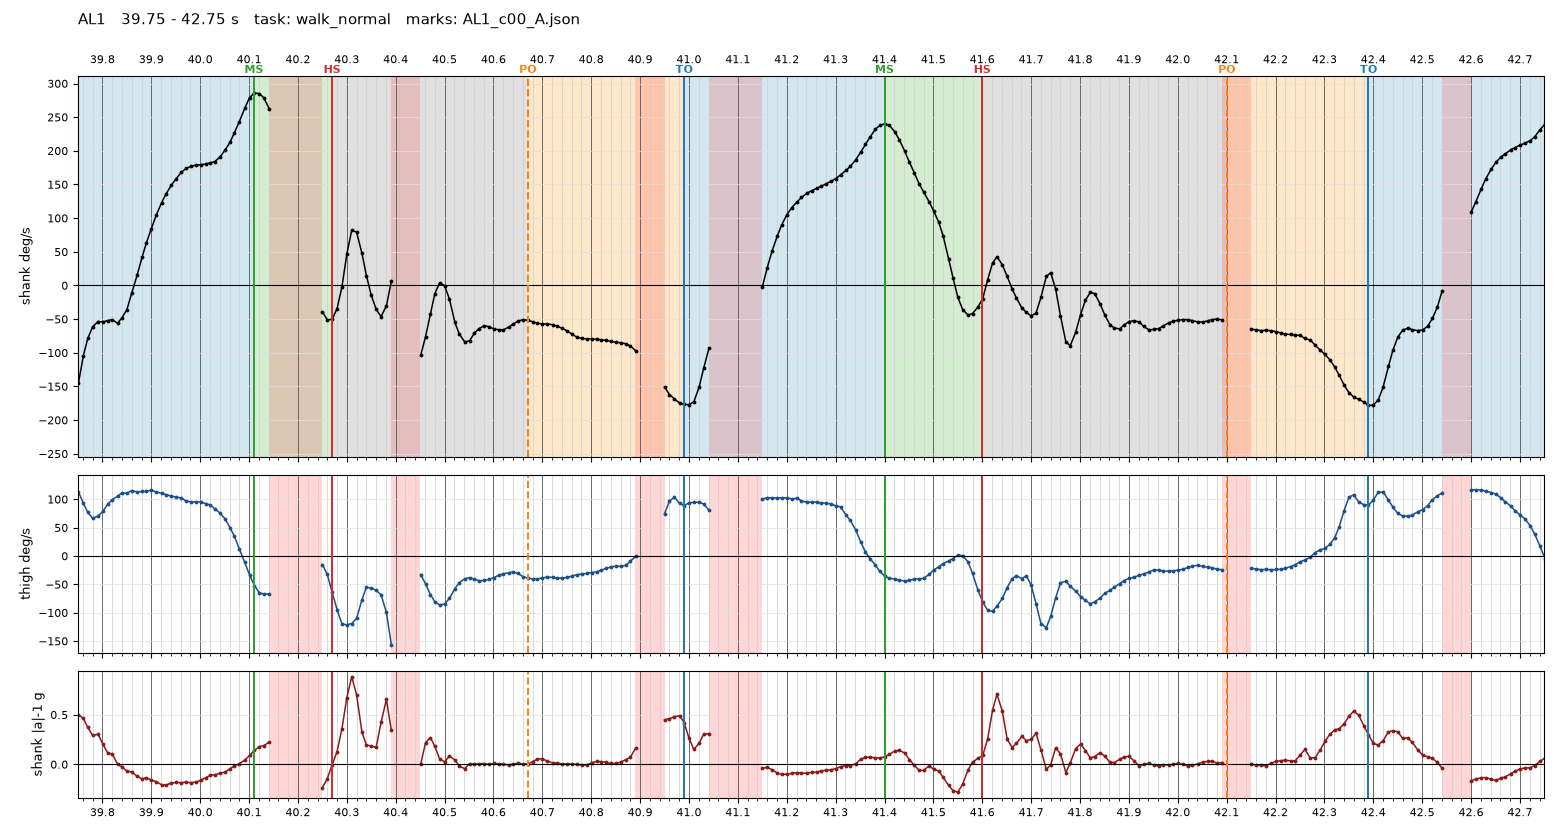 AL1   39.75 - 42.75 s   task: walk_normal   marks: AL1_c00_A.json
39.8 39.9 40.0 40.1 40.2 40.3 40.4 40.5 40.6 40.7 40.8 40.9 41.0 41.1 41.2 41.3 41.4 41.5 41.6 41.7 41.8 41.9 42.0 42.1 42.2 42.3 42.4 42.5 42.6 42.7
MS HS PO TO MS HS PO TO
shank deg/s
300
250
200
150
100
50
0
−50
−100
−150
−200
−250
thigh deg/s
100
50
0
−50
−100
−150
shank |a|-1 g
0.5
0.0
39.8 39.9 40.0 40.1 40.2 40.3 40.4 40.5 40.6 40.7 40.8 40.9 41.0 41.1 41.2 41.3 41.4 41.5 41.6 41.7 41.8 41.9 42.0 42.1 42.2 42.3 42.4 42.5 42.6 42.7